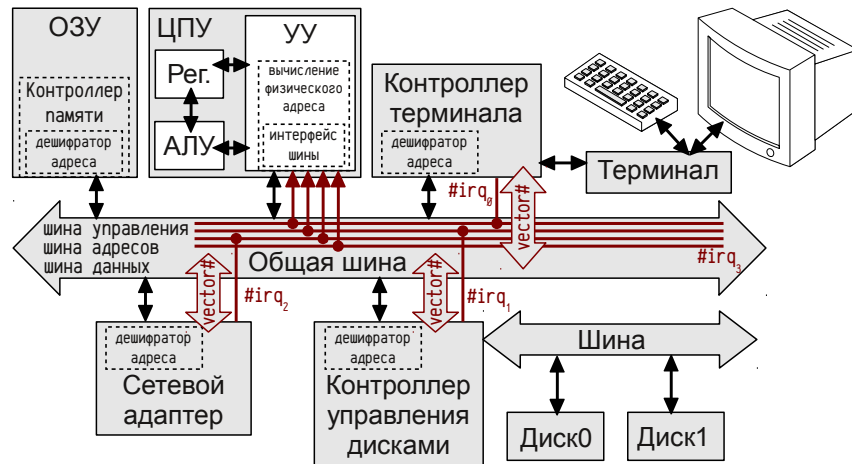 ОЗУ
Контроллер
памяти
дешифратор
адреса
ЦПУ
Рег.
АЛУ
УУ
вычисление
физического
адреса
интерфейс
шины
Контроллер
терминала
дешифратор
адреса
Терминал
#irq0
vector#
шина управления
шина адресов
шина данных
Общая шина
#irq3
vector#
#irq2
vector#
#irq1
дешифратор
адреса
Сетевой
адаптер
дешифратор
адреса
Контроллер
управления
дисками
Шина
Диск0
Диск1